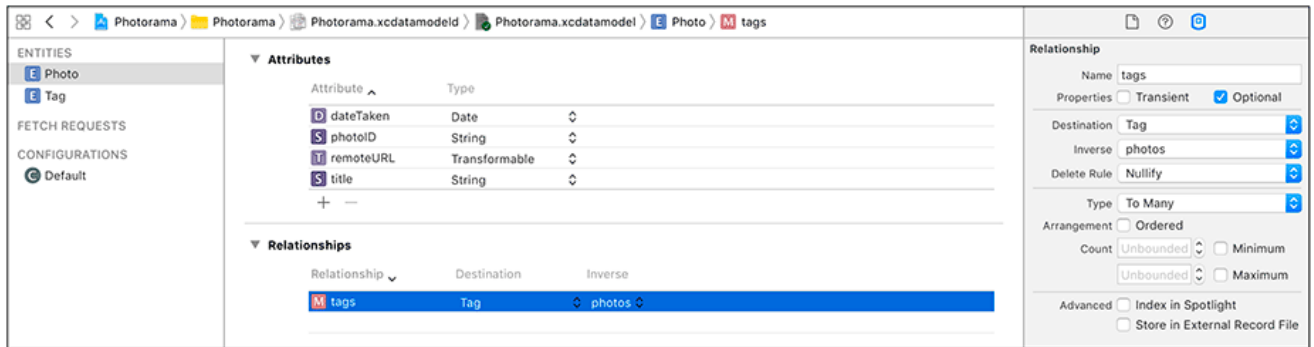 Photorama Photorama Photorama.xcdatamodeld Photorama.xcdatamodel E Photo M tags
ENTITIES
E Photo
E Tag
FETCH REQUESTS
CONFIGURATIONS
C Default
Attributes
Attribute Type
D dateTaken Date
S photoID String
T remoteURL Transformable
S title String
Relationships
Relationship Destination Inverse
M tags Tag photos
Relationship
Name tags
Properties Transient Optional
Destination Tag
Inverse photos
Delete Rule Nullify
Type To Many
Arrangement Ordered
Count Unbounded Minimum
Unbounded Maximum
Advanced Index in Spotlight
Store in External Record File